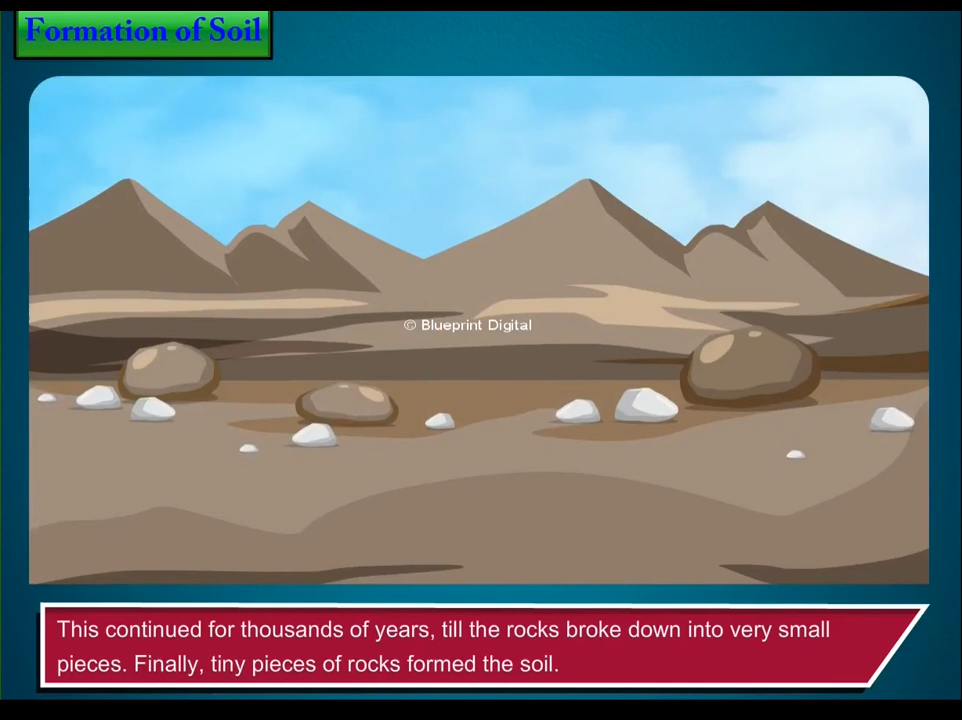 Formation of Soil
© Blueprint Digital
This continued for thousands of years, till the rocks broke down into very small
pieces. Finally, tiny pieces of rocks formed the soil.